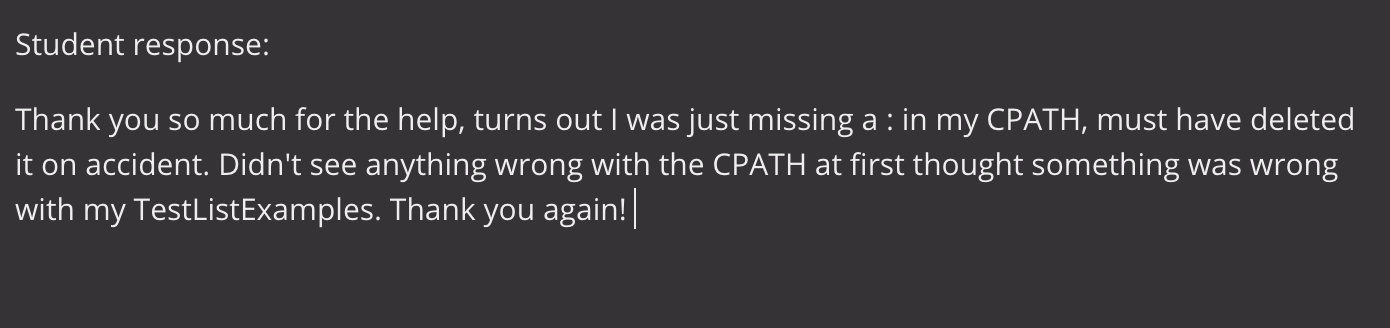 Student response:
Thank you so much for the help, turns out I was just missing a : in my CPATH, must have deleted
it on accident. Didn't see anything wrong with the CPATH at first thought something was wrong
with my TestListExamples. Thank you again!